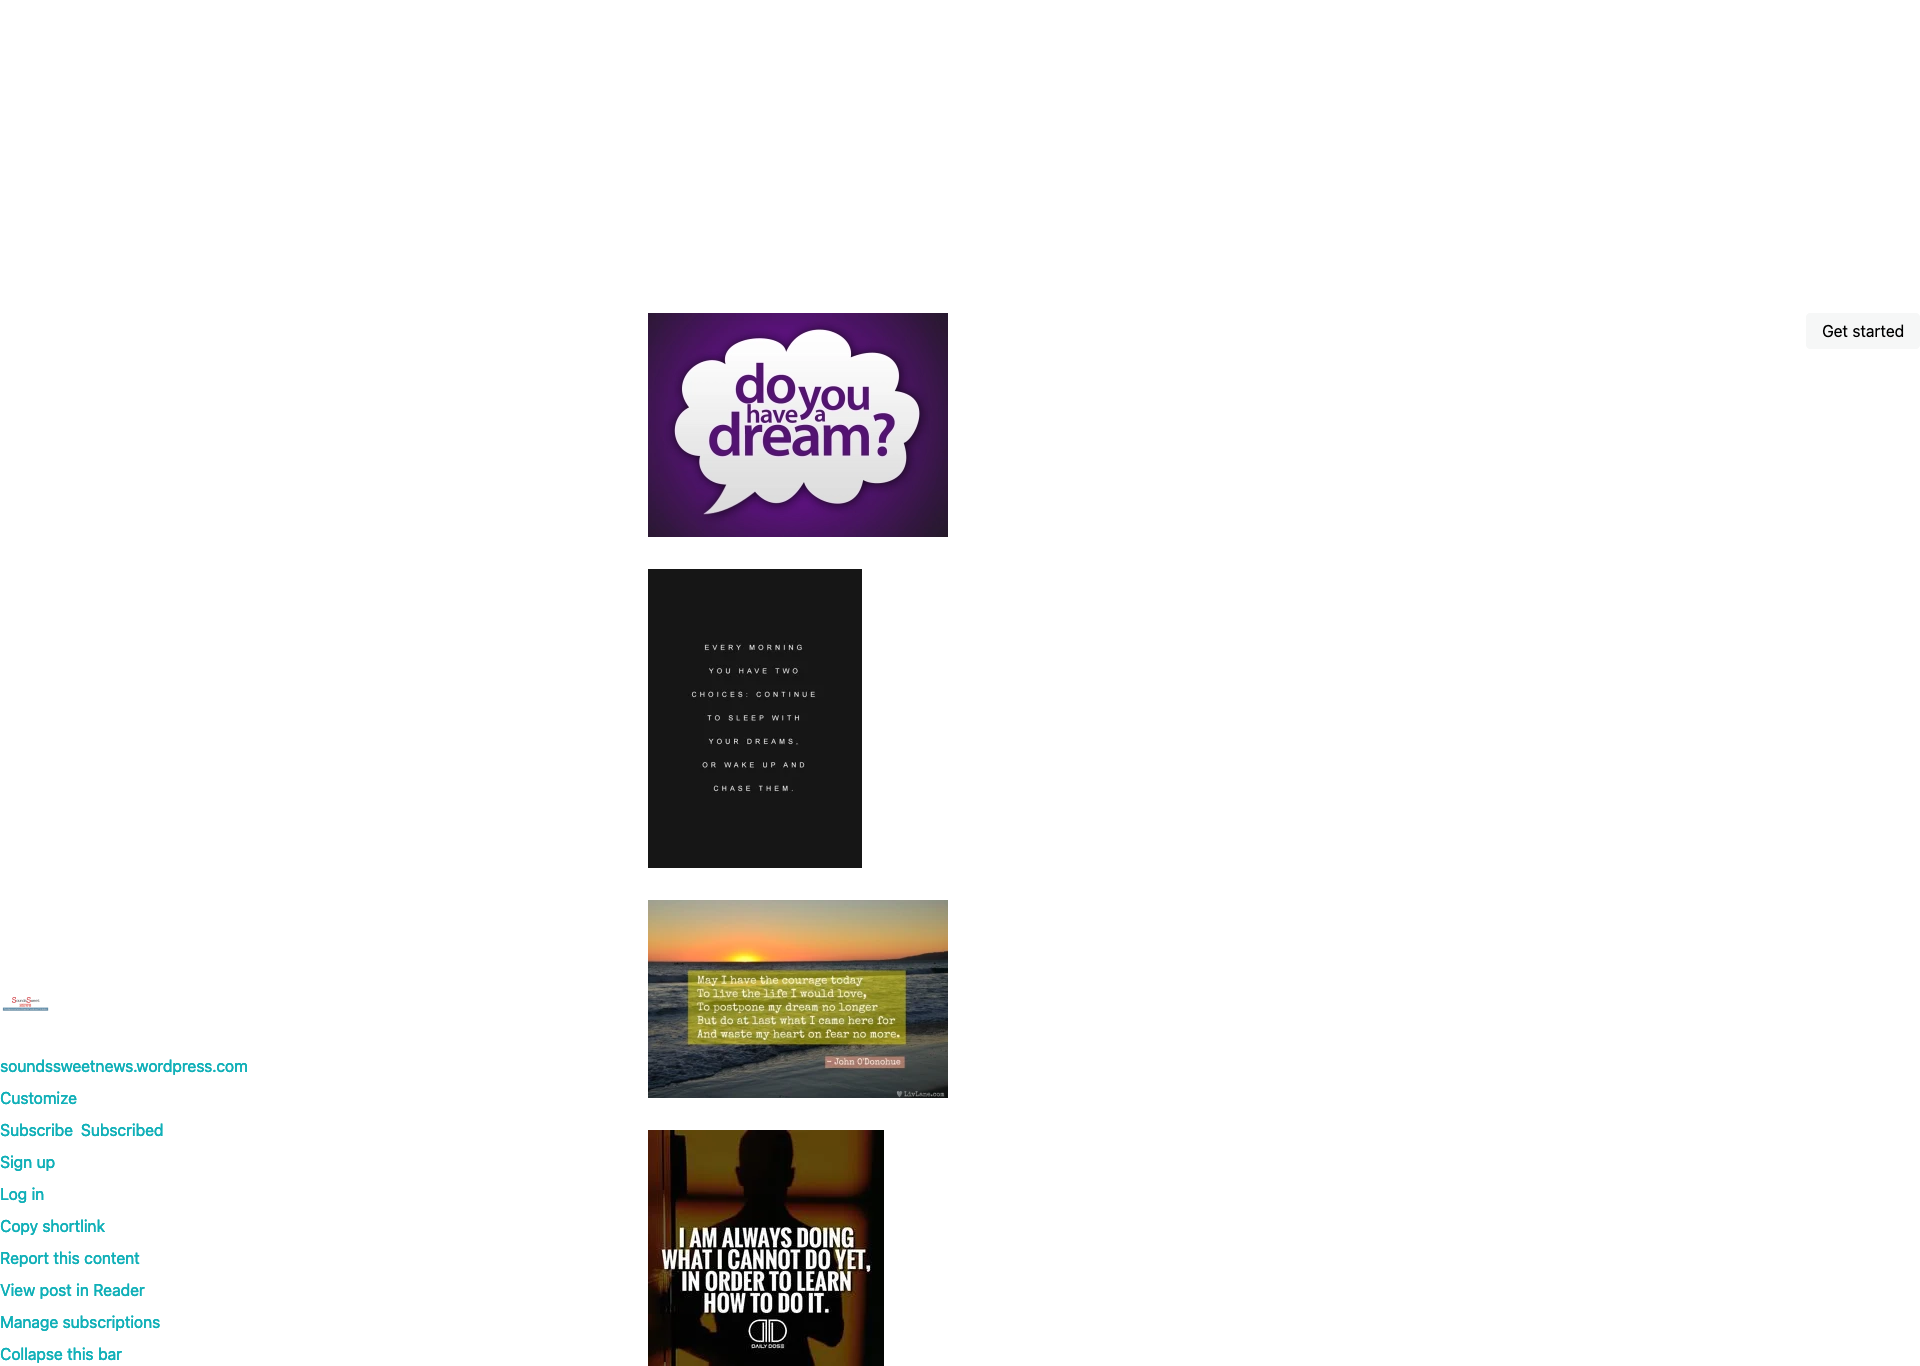 do you
have a
dream?
Get started
EVERY MORNING
YOU HAVE TWO
CHOICES: CONTINUE
TO SLEEP WITH
YOUR DREAMS,
OR WAKE UP AND
CHASE THEM.
May I have the courage today
To live the life I would love,
To postpone my dream no longer
But do at last what I came here for
And waste my heart on fear no more.
- John O'Donohue
LivLane.com
I AM ALWAYS DOING
WHAT I CANNOT DO YET,
IN ORDER TO LEARN
HOW TO DO IT.
DAILY DOSE
soundssweetnews.wordpress.com
Customize
Subscribe Subscribed
Sign up
Log in
Copy shortlink
Report this content
View post in Reader
Manage subscriptions
Collapse this bar